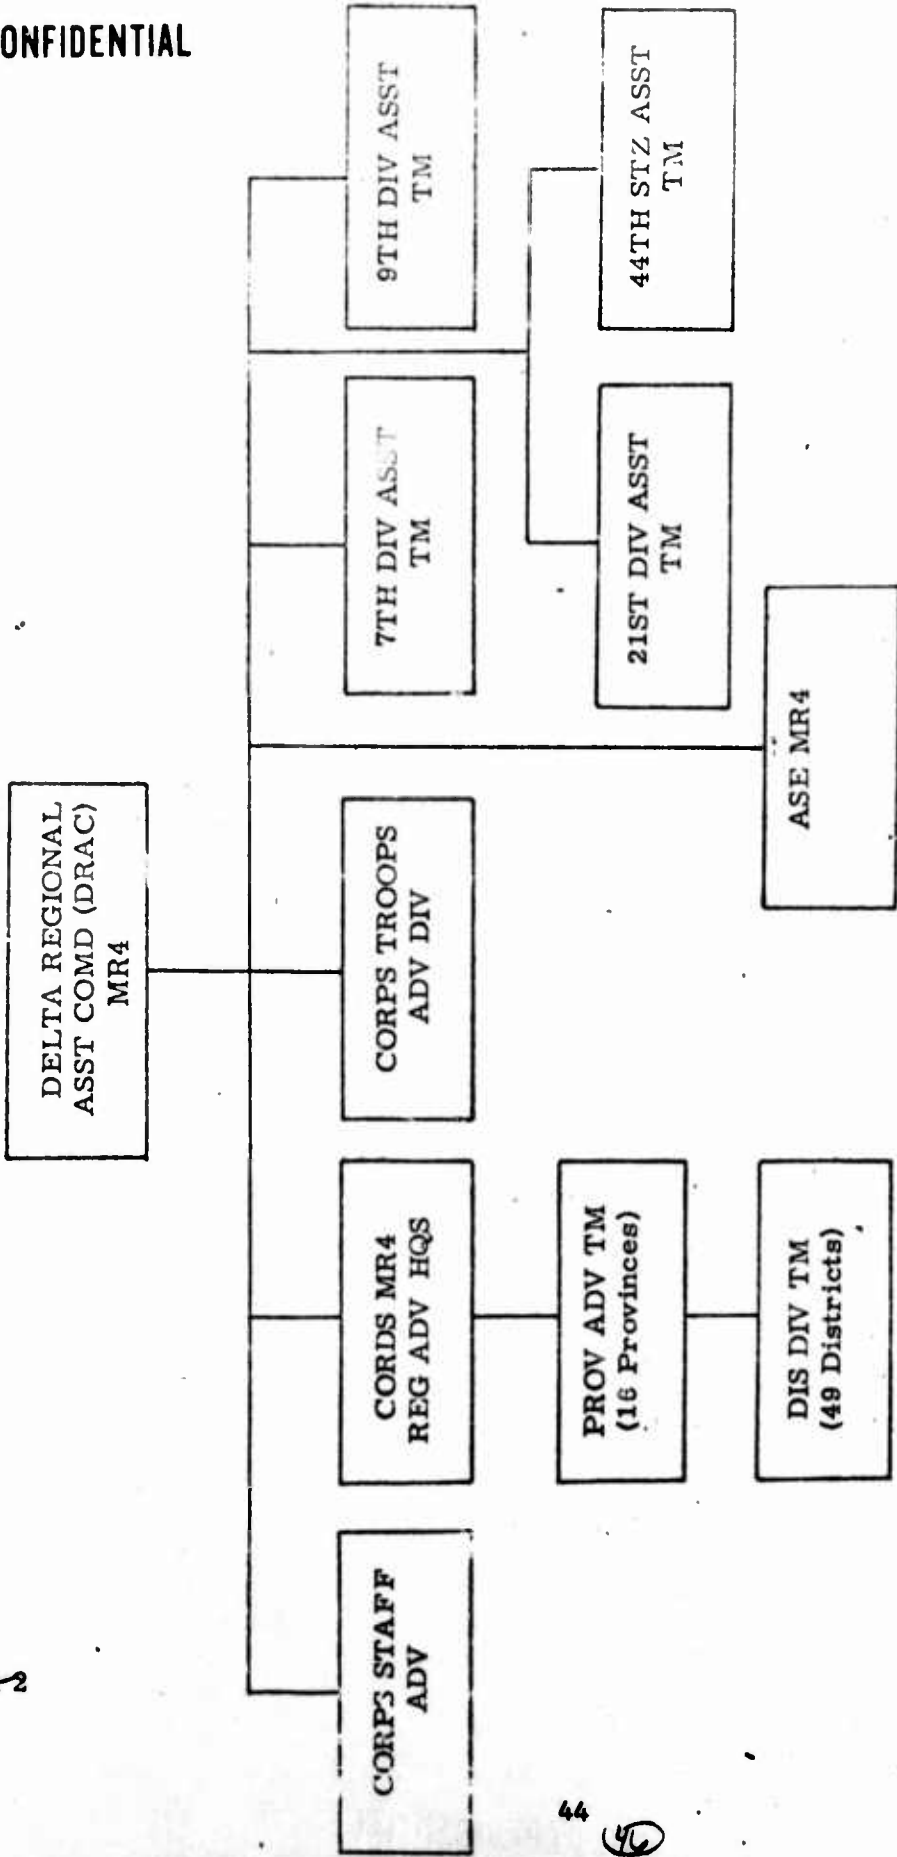 ONFIDENTIAL
DELTA REGIONAL
ASST COMD (DRAC)
MR4
CORPS STAFF
ADV
CORDS MR4
REG ADV HQS
CORPS TROOPS
ADV DIV
7TH DIV ASST
TM
9TH DIV ASST
TM
PROV ADV TM
(16 Provinces)
21ST DIV ASST
TM
44TH STZ ASST
TM
DIS DIV TM
(49 Districts)
ASE MR4
2
44